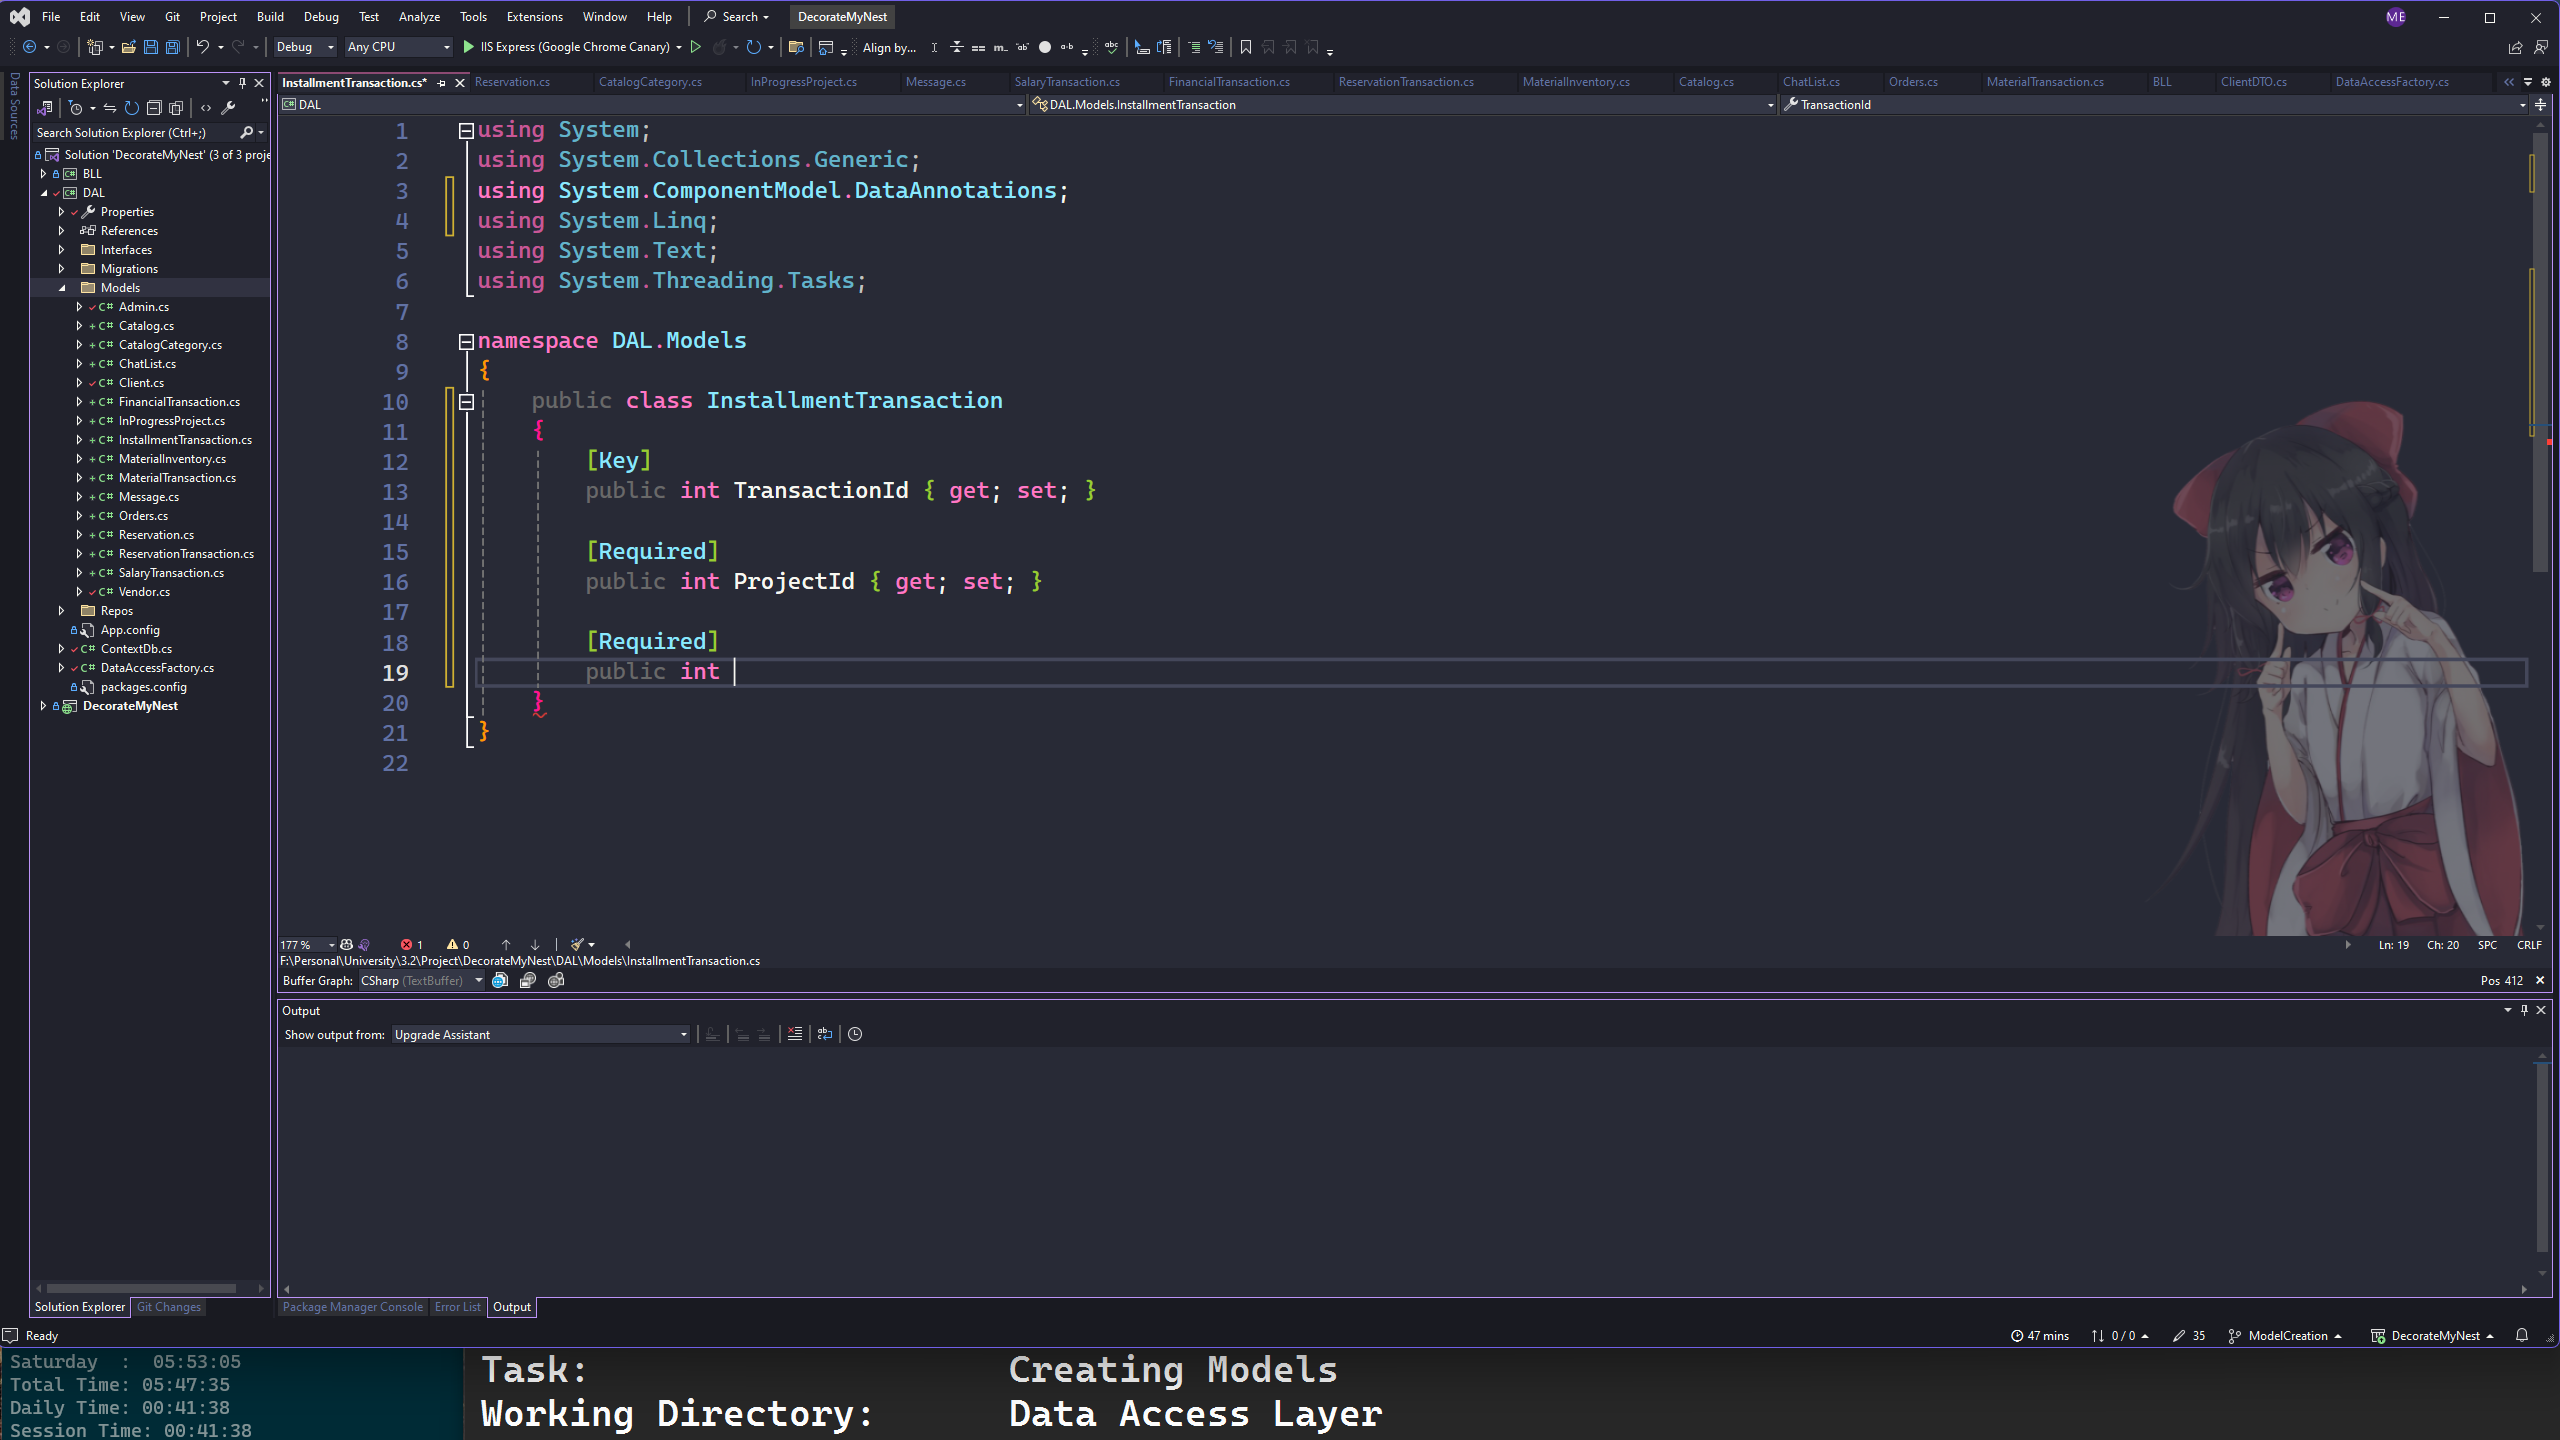 File Edit View Git Project Build Debug Test Analyze Tools Extensions Window Help Search DecorateMyNest ME
Debug Any CPU IIS Express (Google Chrome Canary) Align by...
Data Sources
Solution Explorer
Search Solution Explorer (Ctrl+;)
Solution 'DecorateMyNest' (3 of 3 proje
BLL
DAL
Properties
References
Interfaces
Migrations
Models
C# Admin.cs
C# Catalog.cs
C# CatalogCategory.cs
C# ChatList.cs
C# Client.cs
C# FinancialTransaction.cs
C# InProgressProject.cs
C# InstallmentTransaction.cs
C# MaterialInventory.cs
C# MaterialTransaction.cs
C# Message.cs
C# Orders.cs
C# Reservation.cs
C# ReservationTransaction.cs
C# SalaryTransaction.cs
C# Vendor.cs
Repos
App.config
C# ContextDb.cs
C# DataAccessFactory.cs
packages.config
DecorateMyNest
Solution Explorer Git Changes
InstallmentTransaction.cs* Reservation.cs CatalogCategory.cs InProgressProject.cs Message.cs SalaryTransaction.cs FinancialTransaction.cs ReservationTransaction.cs MaterialInventory.cs Catalog.cs ChatList.cs Orders.cs MaterialTransaction.cs BLL ClientDTO.cs DataAccessFactory.cs
DAL DAL.Models.InstallmentTransaction TransactionId
1 using System;
2 using System.Collections.Generic;
3 using System.ComponentModel.DataAnnotations;
4 using System.Linq;
5 using System.Text;
6 using System.Threading.Tasks;
7
8 namespace DAL.Models
9 {
10 public class InstallmentTransaction
11 {
12 [Key]
13 public int TransactionId { get; set; }
14
15 [Required]
16 public int ProjectId { get; set; }
17
18 [Required]
19 public int
20 }
21 }
22
177 % 1 0 Ln: 19 Ch: 20 SPC CRLF
F:\Personal\University\3.2\Project\DecorateMyNest\DAL\Models\InstallmentTransaction.cs
Buffer Graph: CSharp (TextBuffer) Pos 412
Output
Show output from: Upgrade Assistant
Package Manager Console Error List Output
Ready 47 mins 0 / 0 35 ModelCreation DecorateMyNest
Saturday : 05:53:05
Total Time: 05:47:35
Daily Time: 00:41:38
Session Time: 00:41:38
Task: Creating Models
Working Directory: Data Access Layer